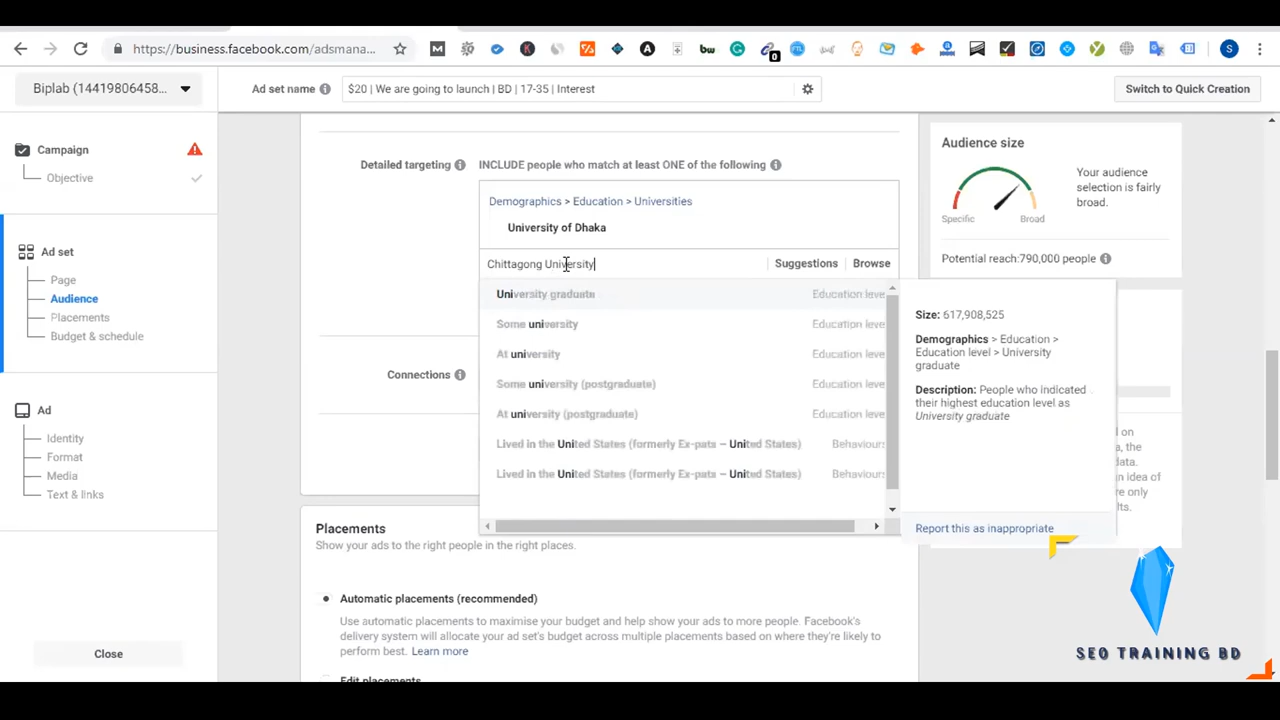 https://business.facebook.com/adsmana...
Biplab (14419806458...
Ad set name
$20 | We are going to launch | BD | 17-35 | Interest
Switch to Quick Creation
Campaign
Objective
Ad set
Page
Audience
Placements
Budget & schedule
Ad
Identity
Format
Media
Text & links
Close
Detailed targeting
INCLUDE people who match at least ONE of the following
Demographics > Education > Universities
University of Dhaka
Chittagong University
Suggestions
Browse
University graduate
Education leve
Some university
Education leve
At university
Education leve
Some university (postgraduate)
Education leve
At university (postgraduate)
Education leve
Lived in the United States (formerly Ex-pats – United States)
Behaviour
Lived in the United States (formerly Ex-pats – United States)
Behaviour
Connections
Size: 617,908,525
Demographics > Education >
Education level > University
graduate
Description: People who indicated
their highest education level as
University graduate
Report this as inappropriate
Audience size
Specific
Broad
Your audience
selection is fairly
broad.
Potential reach:790,000 people
Placements
Show your ads to the right people in the right places.
Automatic placements (recommended)
Use automatic placements to maximise your budget and help show your ads to more people. Facebook's
delivery system will allocate your ad set's budget across multiple placements based on where they're likely to
perform best. Learn more
Edit placements
SEO TRAINING BD